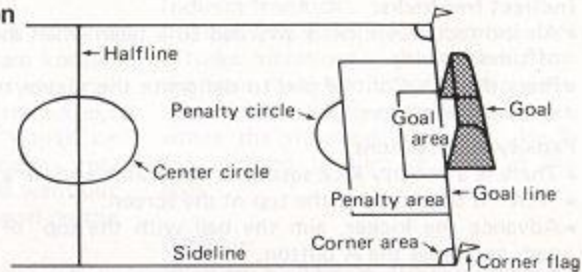 n
Halfline
Penalty circle
Goal
Goal
area
Center circle
Penalty area
Goal line
Corner area
Sideline
Corner flag